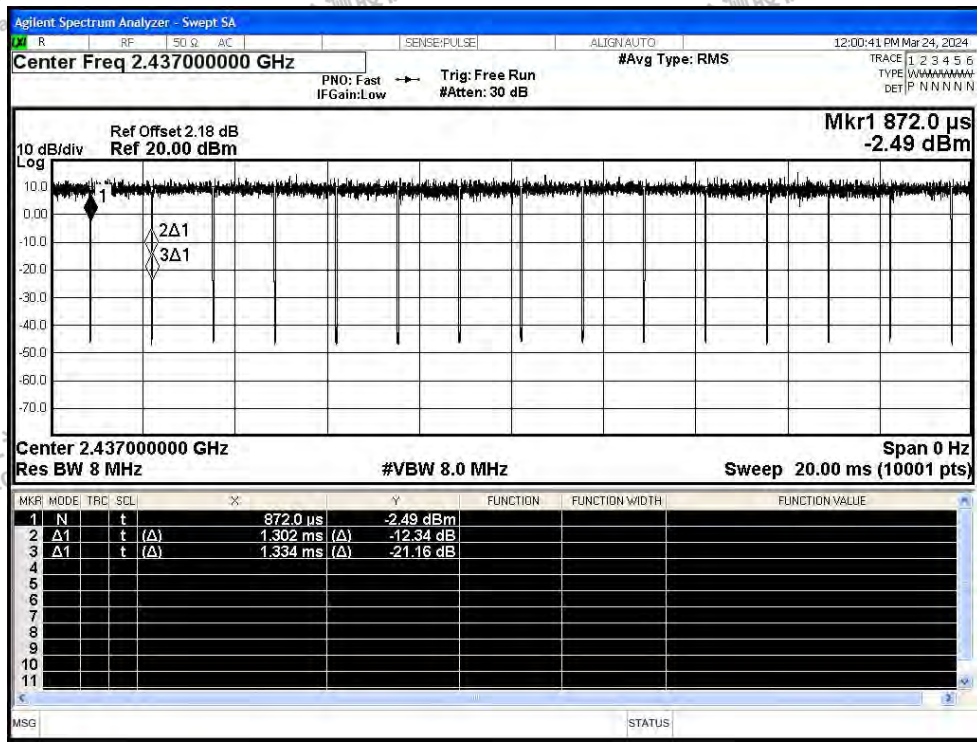 Agilent Spectrum Analyzer - Swept SA
LXI R RF 50 Ω AC SENSE:PULSE ALIGN AUTO 12:00:41 PM Mar 24, 2024
Center Freq 2.437000000 GHz
PNO: Fast
IFGain:Low
Trig: Free Run
#Atten: 30 dB
#Avg Type: RMS
TRACE 1 2 3 4 5 6
TYPE WWWWWW
DET P N N N N N
Mkr1 872.0 µs
-2.49 dBm
Ref Offset 2.18 dB
10 dB/div Ref 20.00 dBm
Log
10.0
0.00
-10.0
-20.0
-30.0
-40.0
-50.0
-60.0
-70.0
1
2Δ1
3Δ1
Center 2.437000000 GHz Span 0 Hz
Res BW 8 MHz #VBW 8.0 MHz Sweep 20.00 ms (10001 pts)
MKR MODE TRC SCL X Y FUNCTION FUNCTION WIDTH FUNCTION VALUE
1 N t 872.0 µs -2.49 dBm
2 Δ1 t (Δ) 1.302 ms (Δ) -12.34 dB
3 Δ1 t (Δ) 1.334 ms (Δ) -21.16 dB
4
5
6
7
8
9
10
11
MSG STATUS